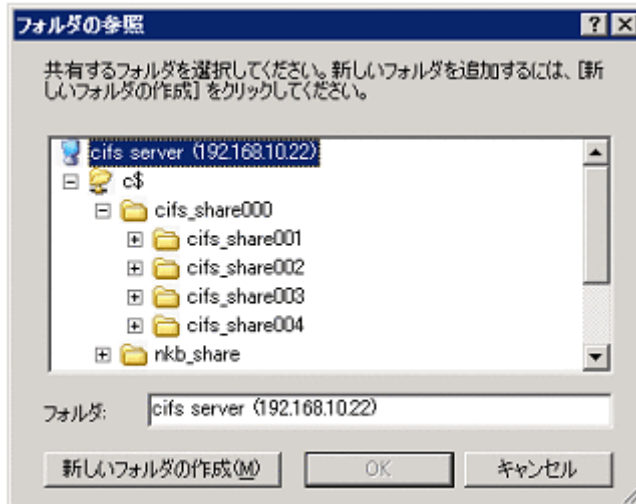 フォルダの参照
共有するフォルダを選択してください。新しいフォルダを追加するには、[新
しいフォルダの作成] をクリックしてください。
cifs server (192.168.10.22)
c$
cifs_share000
cifs_share001
cifs_share002
cifs_share003
cifs_share004
nkb_share
フォルダ: cifs server (192.168.10.22)
新しいフォルダの作成(M) OK キャンセル